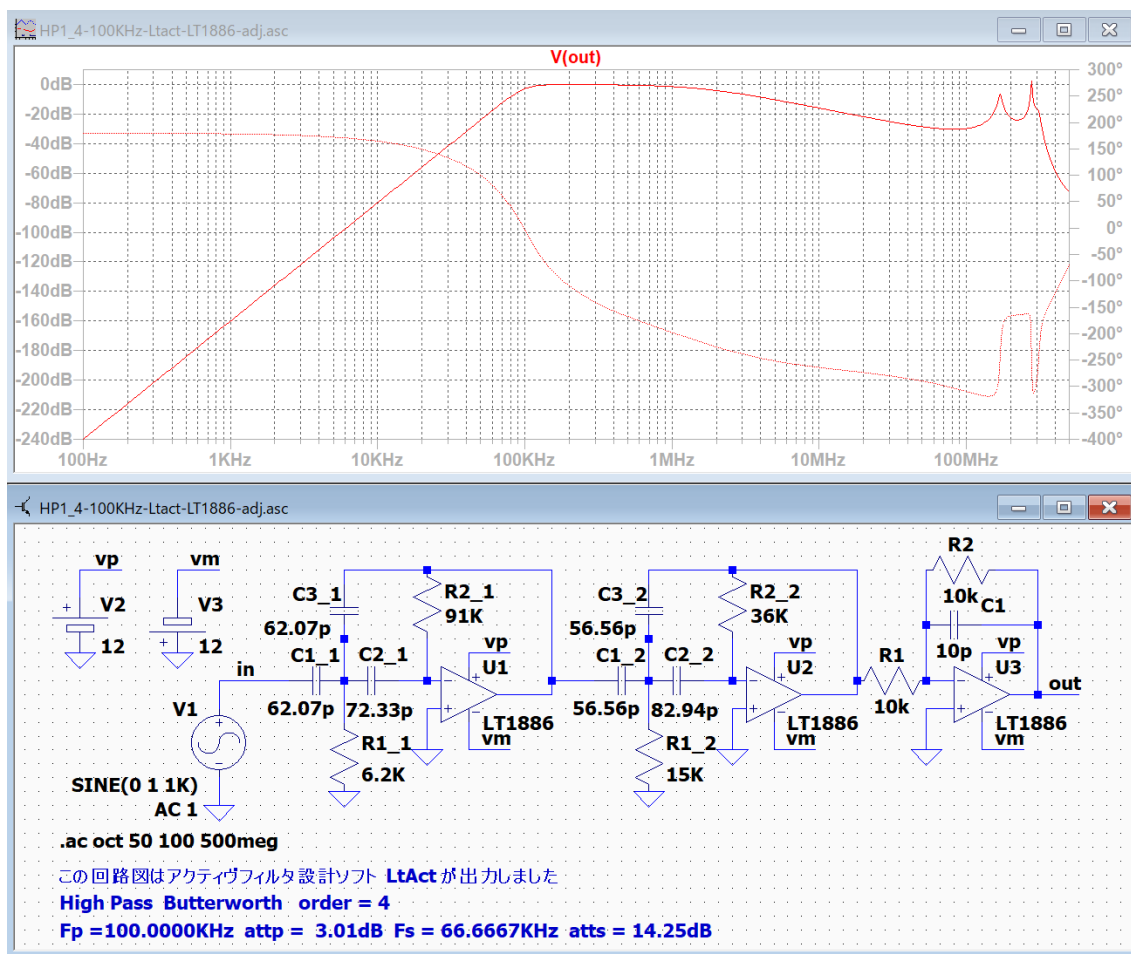 HP1_4-100KHz-Ltact-LT1886-adj.asc
V(out)
0dB
-20dB
-40dB
-60dB
-80dB
-100dB
-120dB
-140dB
-160dB
-180dB
-200dB
-220dB
-240dB
300°
250°
200°
150°
100°
50°
0°
-50°
-100°
-150°
-200°
-250°
-300°
-350°
-400°
100Hz 1KHz 10KHz 100KHz 1MHz 10MHz 100MHz
HP1_4-100KHz-Ltact-LT1886-adj.asc
vp
V2
12
vm
V3
12
in
V1
SINE(0 1 1K)
AC 1
C3_1
62.07p
C1_1
62.07p
C2_1
72.33p
R2_1
91K
R1_1
6.2K
vp
U1
LT1886
vm
C3_2
56.56p
C1_2
56.56p
C2_2
82.94p
R2_2
36K
R1_2
15K
vp
U2
LT1886
vm
R1
10k
R2
10k
C1
10p
vp
U3
LT1886
vm
out
.ac oct 50 100 500meg
この回路図はアクティヴフィルタ設計ソフト LtAct が出力しました
High Pass Butterworth order = 4
Fp =100.0000KHz attp = 3.01dB Fs = 66.6667KHz atts = 14.25dB